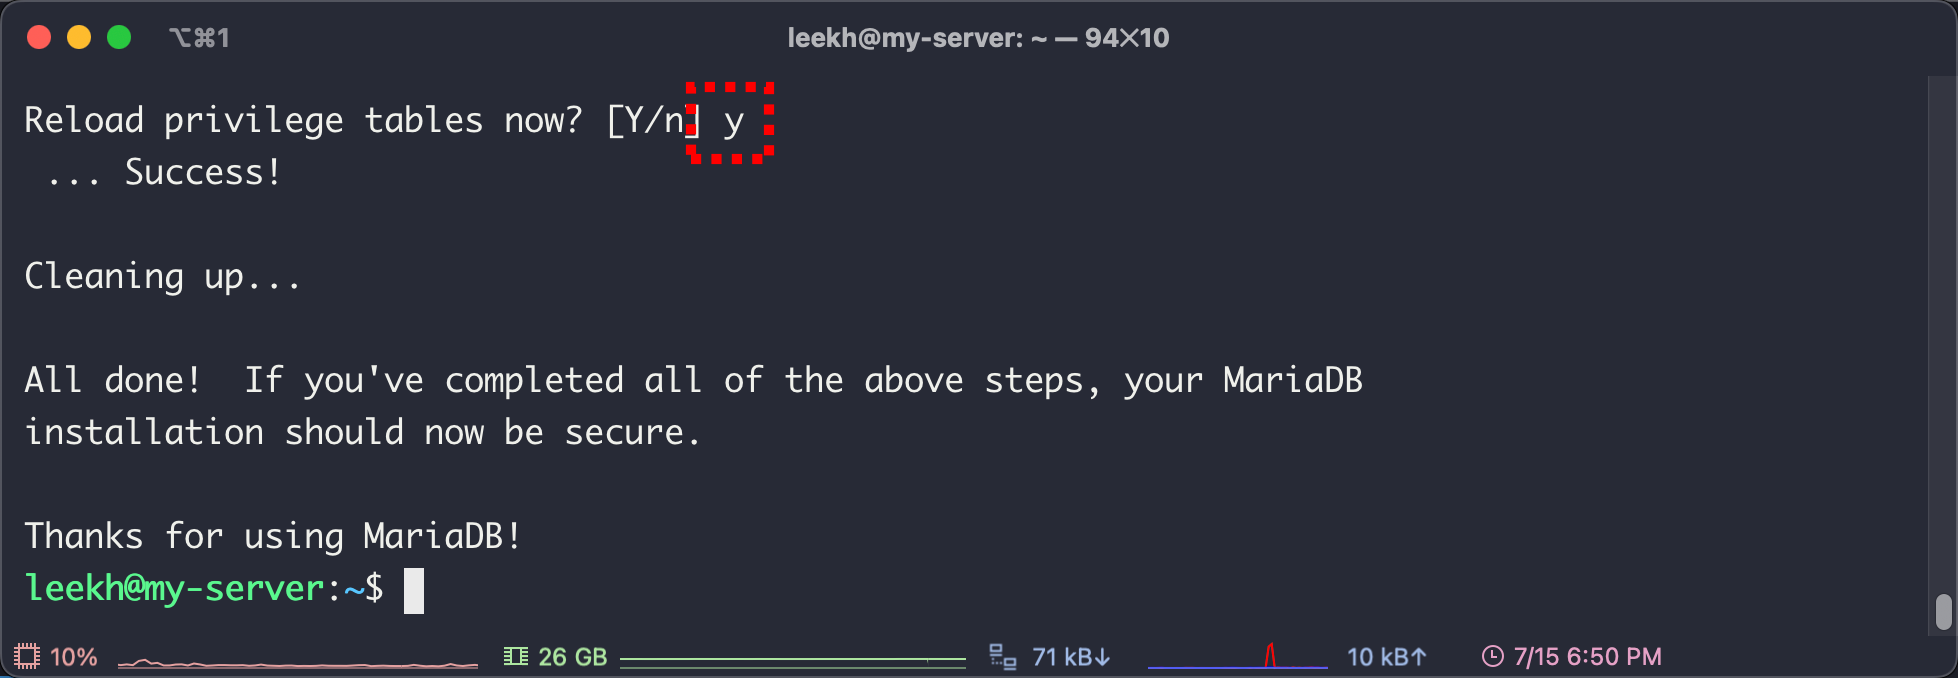 ⌥⌘1
leekh@my-server: ~ — 94×10
Reload privilege tables now? [Y/n] y
 ... Success!
Cleaning up...
All done!  If you've completed all of the above steps, your MariaDB
installation should now be secure.
Thanks for using MariaDB!
leekh@my-server:~$
10%
26 GB
71 kB↓
10 kB↑
7/15 6:50 PM